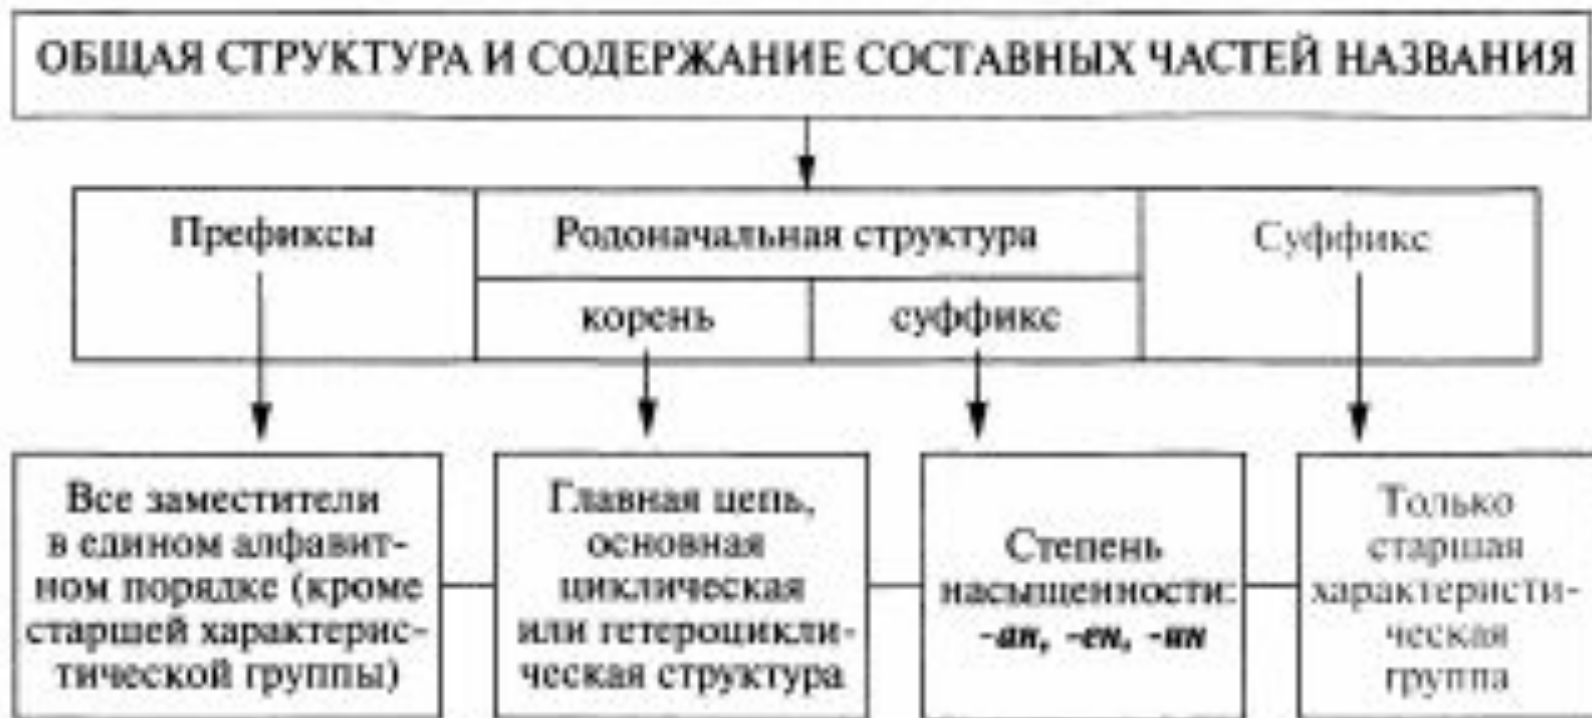 ОБЩАЯ СТРУКТУРА И СОДЕРЖАНИЕ СОСТАВНЫХ ЧАСТЕЙ НАЗВАНИЯ
Префиксы
Родоначальная структура
Суффикс
корень
суффикс
Все заместители
в едином алфавит-
ном порядке (кроме
старшей характерис-
тической группы)
Главная цепь,
основная
циклическая
или гетероцикли-
ческая структура
Степень
насыщенности:
-ан, -ен, -ин
Только
старшая
характеристи-
ческая
группа